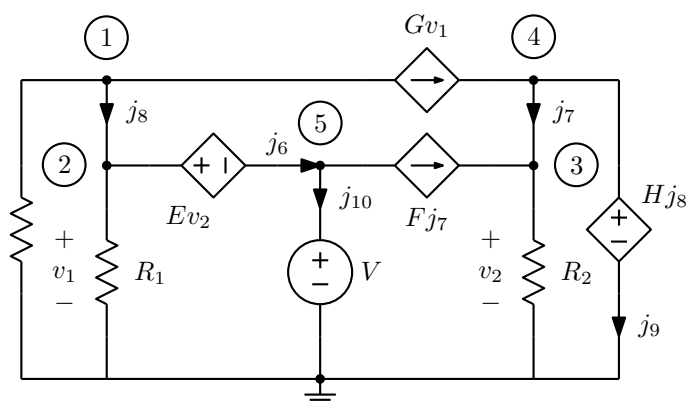 1
Gv₁
4
j₈
j₇
5
j₆
2
3
j₁₀
Ev₂
Fj₇
Hj₈
+ −
+
v₁
−
R₁
+
−
V
+
v₂
−
R₂
+
−
j₉